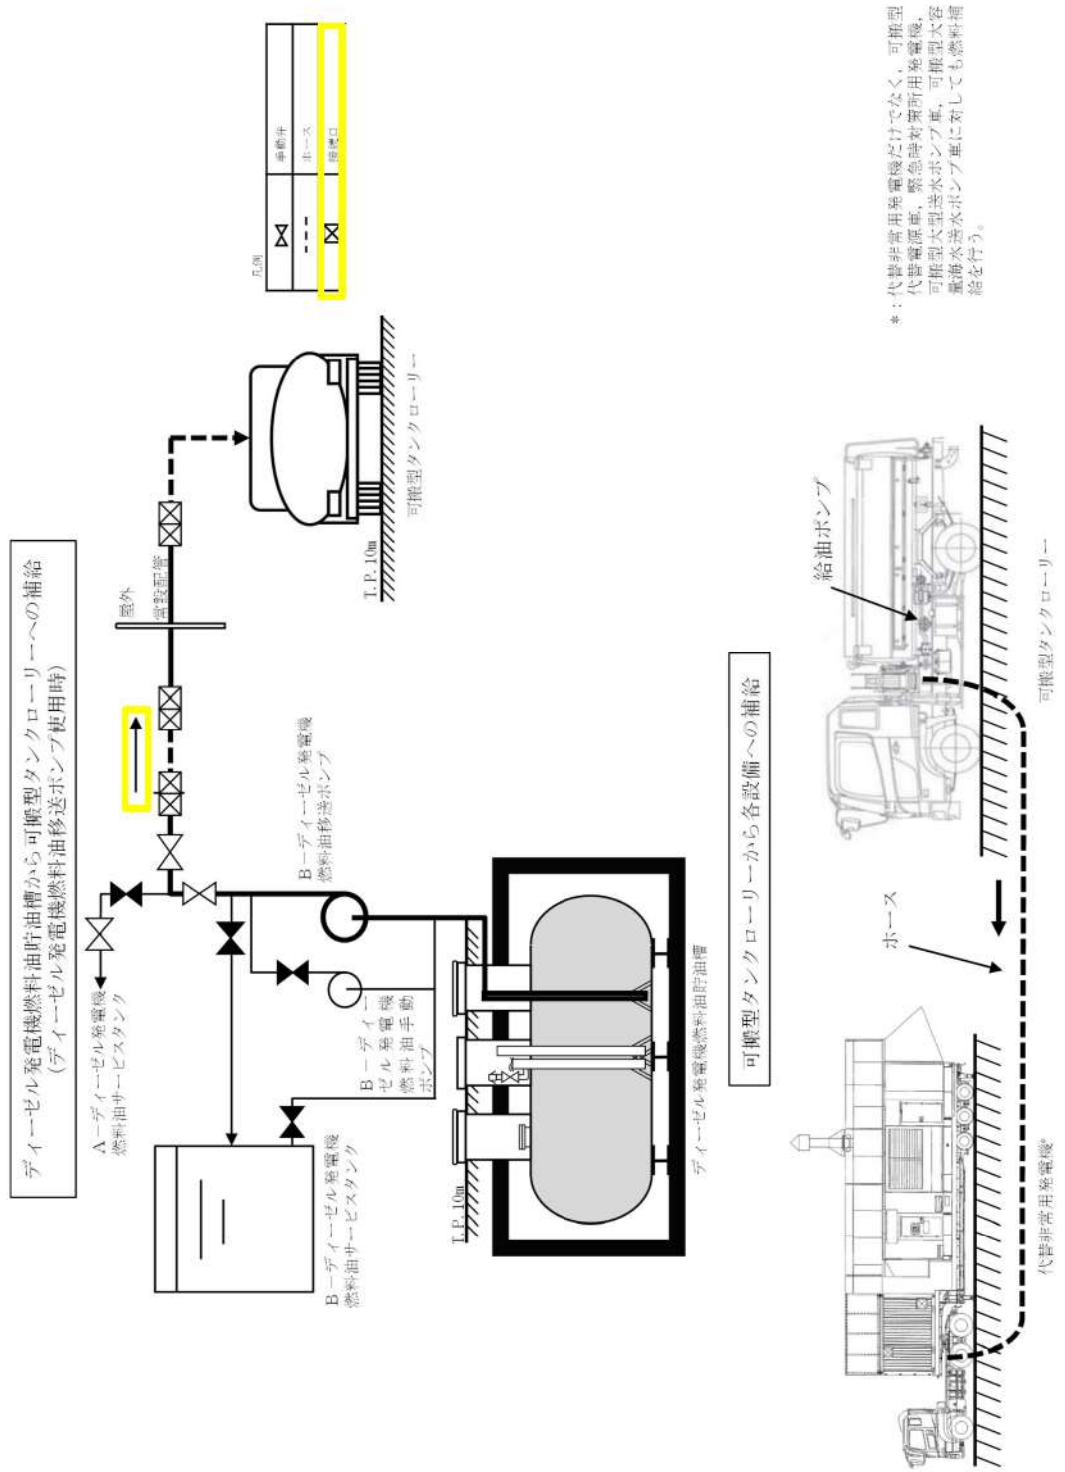 ディーゼル発電機燃料油貯油槽から可搬型タンクローリーへの補給
(ディーゼル発電機燃料油移送ポンプ使用時)
A－ディーゼル発電機
燃料油サービスタンク
屋外
常設配管
凡例
手動弁
ホース
接続口
B－ディーゼル発電機
燃料油移送ポンプ
B－ディー
ゼル発電機
燃料油手動
ポンプ
B－ディーゼル発電機
燃料油サービスタンク
T.P.10m
T.P.10m
可搬型タンクローリー
ディーゼル発電機燃料油貯油槽
可搬型タンクローリーから各設備への補給
給油ポンプ
ホース
代替非常用発電機*
可搬型タンクローリー
*：代替非常用発電機だけでなく，可搬型
代替電源車，緊急時対策所用発電機，
可搬型大型送水ポンプ車，可搬型大容
量海水送水ポンプ車に対しても燃料補
給を行う。